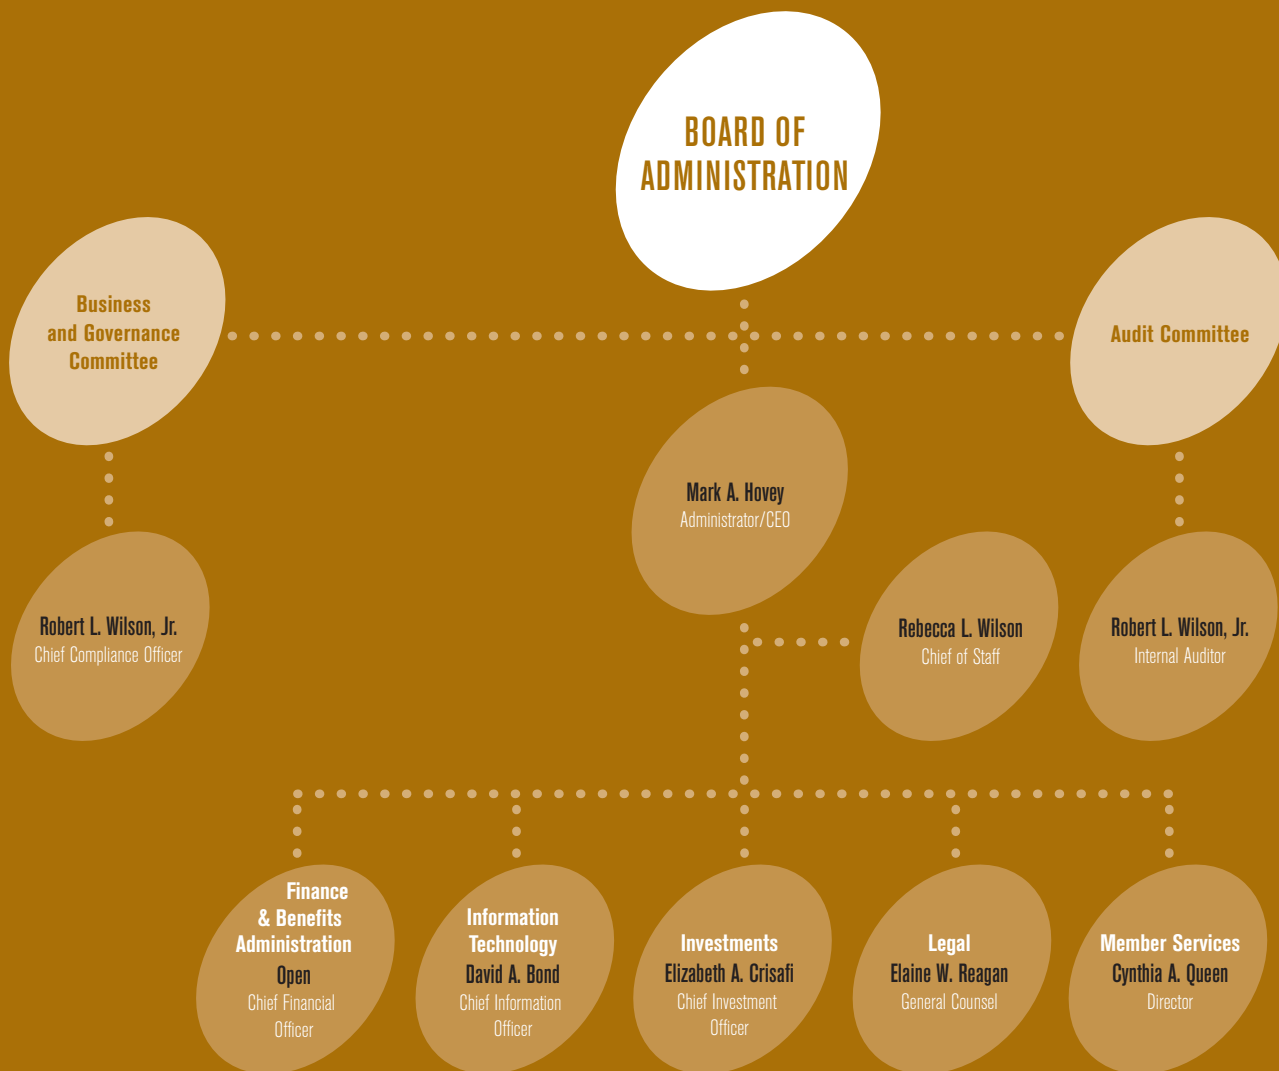 BOARD OF
ADMINISTRATION
Business
and Governance
Committee
Audit Committee
Mark A. Hovey
Administrator/CEO
Robert L. Wilson, Jr.
Chief Compliance Officer
Rebecca L. Wilson
Chief of Staff
Robert L. Wilson, Jr.
Internal Auditor
Finance
& Benefits
Administration
Open
Chief Financial
Officer
Information
Technology
David A. Bond
Chief Information
Officer
Investments
Elizabeth A. Crisafi
Chief Investment
Officer
Legal
Elaine W. Reagan
General Counsel
Member Services
Cynthia A. Queen
Director